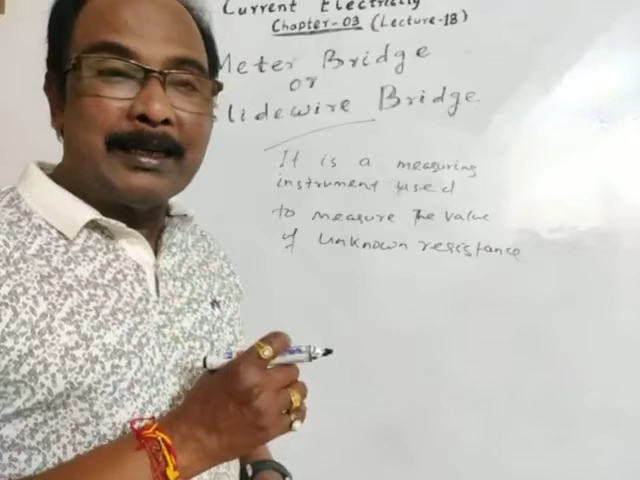 Current Electricity
Chapter-03 (Lecture-18)
Meter Bridge
or
Slidewire Bridge
It is a measuring
instrument used
to measure the value
of unknown resistance